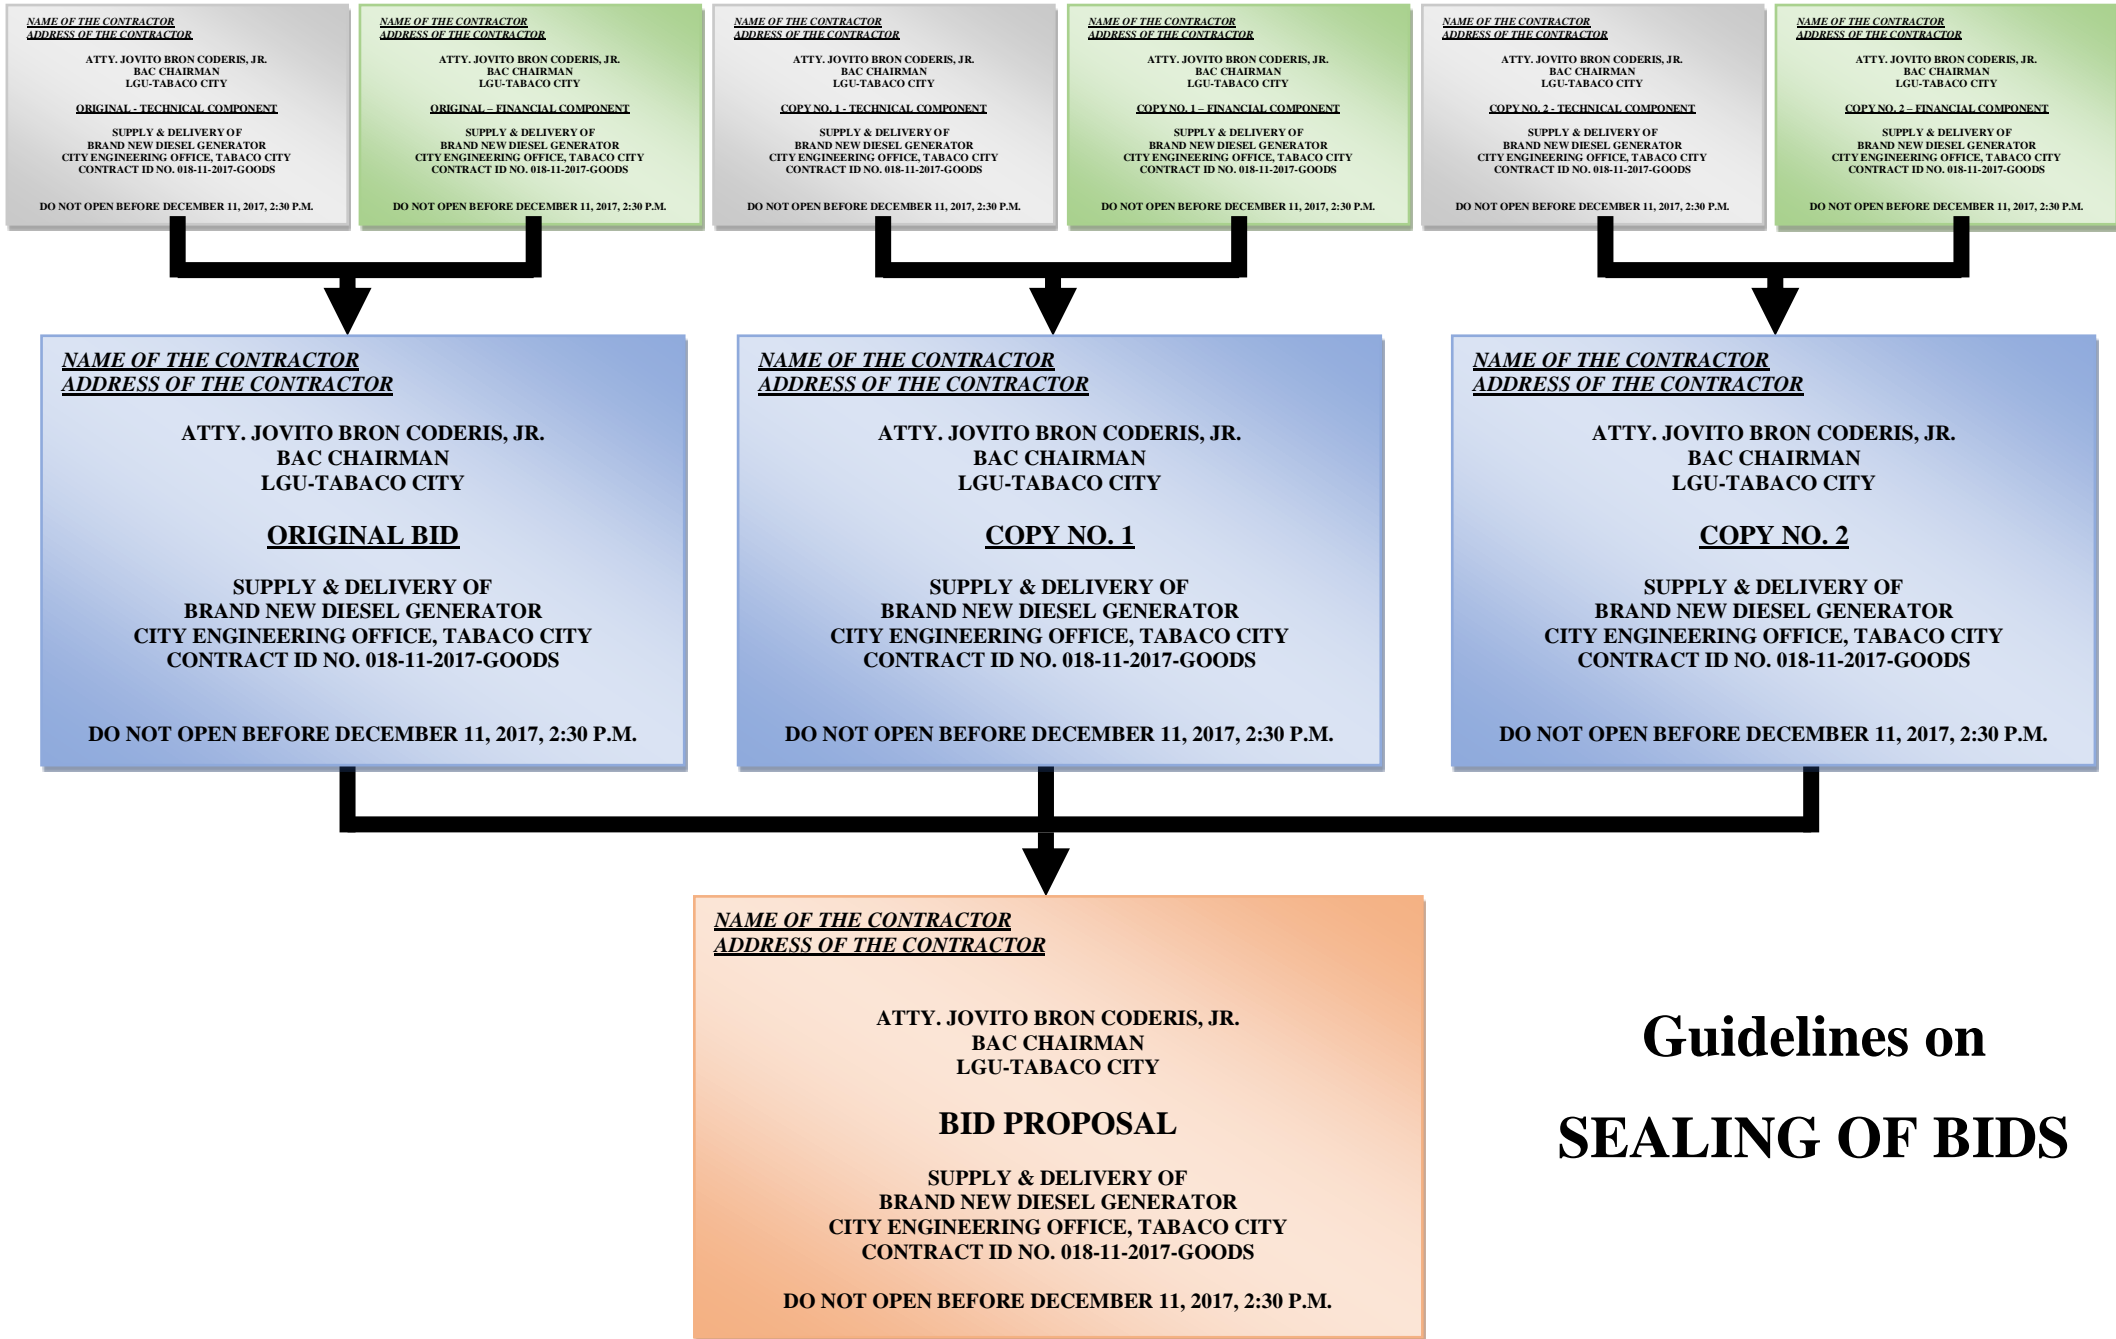 NAME OF THE CONTRACTOR
ADDRESS OF THE CONTRACTOR
ATTY. JOVITO BRON CODERIS, JR.
BAC CHAIRMAN
LGU-TABACO CITY
ORIGINAL - TECHNICAL COMPONENT
SUPPLY & DELIVERY OF
BRAND NEW DIESEL GENERATOR
CITY ENGINEERING OFFICE, TABACO CITY
CONTRACT ID NO. 018-11-2017-GOODS
DO NOT OPEN BEFORE DECEMBER 11, 2017, 2:30 P.M.
NAME OF THE CONTRACTOR
ADDRESS OF THE CONTRACTOR
ATTY. JOVITO BRON CODERIS, JR.
BAC CHAIRMAN
LGU-TABACO CITY
ORIGINAL – FINANCIAL COMPONENT
SUPPLY & DELIVERY OF
BRAND NEW DIESEL GENERATOR
CITY ENGINEERING OFFICE, TABACO CITY
CONTRACT ID NO. 018-11-2017-GOODS
DO NOT OPEN BEFORE DECEMBER 11, 2017, 2:30 P.M.
NAME OF THE CONTRACTOR
ADDRESS OF THE CONTRACTOR
ATTY. JOVITO BRON CODERIS, JR.
BAC CHAIRMAN
LGU-TABACO CITY
COPY NO. 1 - TECHNICAL COMPONENT
SUPPLY & DELIVERY OF
BRAND NEW DIESEL GENERATOR
CITY ENGINEERING OFFICE, TABACO CITY
CONTRACT ID NO. 018-11-2017-GOODS
DO NOT OPEN BEFORE DECEMBER 11, 2017, 2:30 P.M.
NAME OF THE CONTRACTOR
ADDRESS OF THE CONTRACTOR
ATTY. JOVITO BRON CODERIS, JR.
BAC CHAIRMAN
LGU-TABACO CITY
COPY NO. 1 – FINANCIAL COMPONENT
SUPPLY & DELIVERY OF
BRAND NEW DIESEL GENERATOR
CITY ENGINEERING OFFICE, TABACO CITY
CONTRACT ID NO. 018-11-2017-GOODS
DO NOT OPEN BEFORE DECEMBER 11, 2017, 2:30 P.M.
NAME OF THE CONTRACTOR
ADDRESS OF THE CONTRACTOR
ATTY. JOVITO BRON CODERIS, JR.
BAC CHAIRMAN
LGU-TABACO CITY
COPY NO. 2 - TECHNICAL COMPONENT
SUPPLY & DELIVERY OF
BRAND NEW DIESEL GENERATOR
CITY ENGINEERING OFFICE, TABACO CITY
CONTRACT ID NO. 018-11-2017-GOODS
DO NOT OPEN BEFORE DECEMBER 11, 2017, 2:30 P.M.
NAME OF THE CONTRACTOR
ADDRESS OF THE CONTRACTOR
ATTY. JOVITO BRON CODERIS, JR.
BAC CHAIRMAN
LGU-TABACO CITY
COPY NO. 2 – FINANCIAL COMPONENT
SUPPLY & DELIVERY OF
BRAND NEW DIESEL GENERATOR
CITY ENGINEERING OFFICE, TABACO CITY
CONTRACT ID NO. 018-11-2017-GOODS
DO NOT OPEN BEFORE DECEMBER 11, 2017, 2:30 P.M.
NAME OF THE CONTRACTOR
ADDRESS OF THE CONTRACTOR
ATTY. JOVITO BRON CODERIS, JR.
BAC CHAIRMAN
LGU-TABACO CITY
ORIGINAL BID
SUPPLY & DELIVERY OF
BRAND NEW DIESEL GENERATOR
CITY ENGINEERING OFFICE, TABACO CITY
CONTRACT ID NO. 018-11-2017-GOODS
DO NOT OPEN BEFORE DECEMBER 11, 2017, 2:30 P.M.
NAME OF THE CONTRACTOR
ADDRESS OF THE CONTRACTOR
ATTY. JOVITO BRON CODERIS, JR.
BAC CHAIRMAN
LGU-TABACO CITY
COPY NO. 1
SUPPLY & DELIVERY OF
BRAND NEW DIESEL GENERATOR
CITY ENGINEERING OFFICE, TABACO CITY
CONTRACT ID NO. 018-11-2017-GOODS
DO NOT OPEN BEFORE DECEMBER 11, 2017, 2:30 P.M.
NAME OF THE CONTRACTOR
ADDRESS OF THE CONTRACTOR
ATTY. JOVITO BRON CODERIS, JR.
BAC CHAIRMAN
LGU-TABACO CITY
COPY NO. 2
SUPPLY & DELIVERY OF
BRAND NEW DIESEL GENERATOR
CITY ENGINEERING OFFICE, TABACO CITY
CONTRACT ID NO. 018-11-2017-GOODS
DO NOT OPEN BEFORE DECEMBER 11, 2017, 2:30 P.M.
NAME OF THE CONTRACTOR
ADDRESS OF THE CONTRACTOR
ATTY. JOVITO BRON CODERIS, JR.
BAC CHAIRMAN
LGU-TABACO CITY
BID PROPOSAL
SUPPLY & DELIVERY OF
BRAND NEW DIESEL GENERATOR
CITY ENGINEERING OFFICE, TABACO CITY
CONTRACT ID NO. 018-11-2017-GOODS
DO NOT OPEN BEFORE DECEMBER 11, 2017, 2:30 P.M.
Guidelines on
SEALING OF BIDS